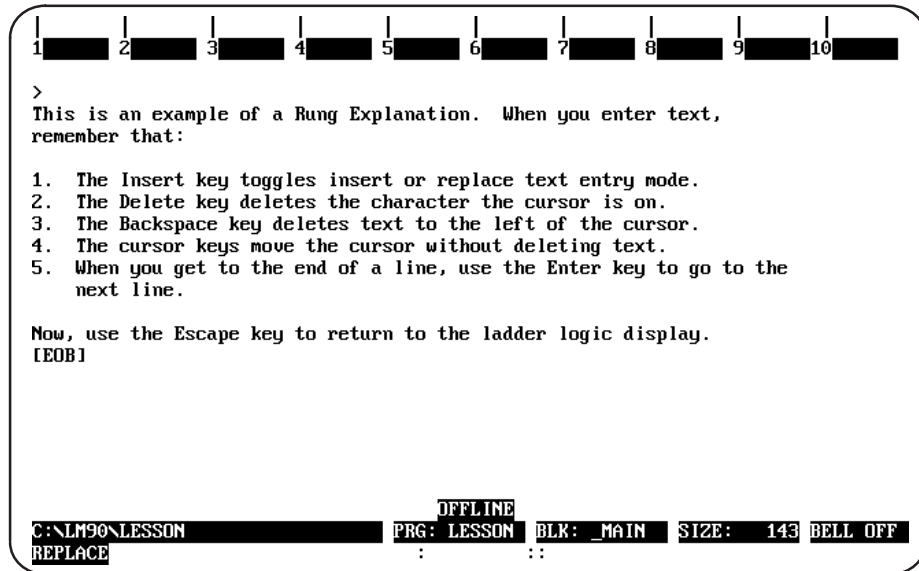 1 2 3 4 5 6 7 8 9 10
>
This is an example of a Rung Explanation.  When you enter text,
remember that:
1.  The Insert key toggles insert or replace text entry mode.
2.  The Delete key deletes the character the cursor is on.
3.  The Backspace key deletes text to the left of the cursor.
4.  The cursor keys move the cursor without deleting text.
5.  When you get to the end of a line, use the Enter key to go to the
next line.
Now, use the Escape key to return to the ladder logic display.
[EOB]
OFFLINE
C:\LM90\LESSON PRG: LESSON BLK: _MAIN SIZE: 143 BELL OFF
REPLACE : ::